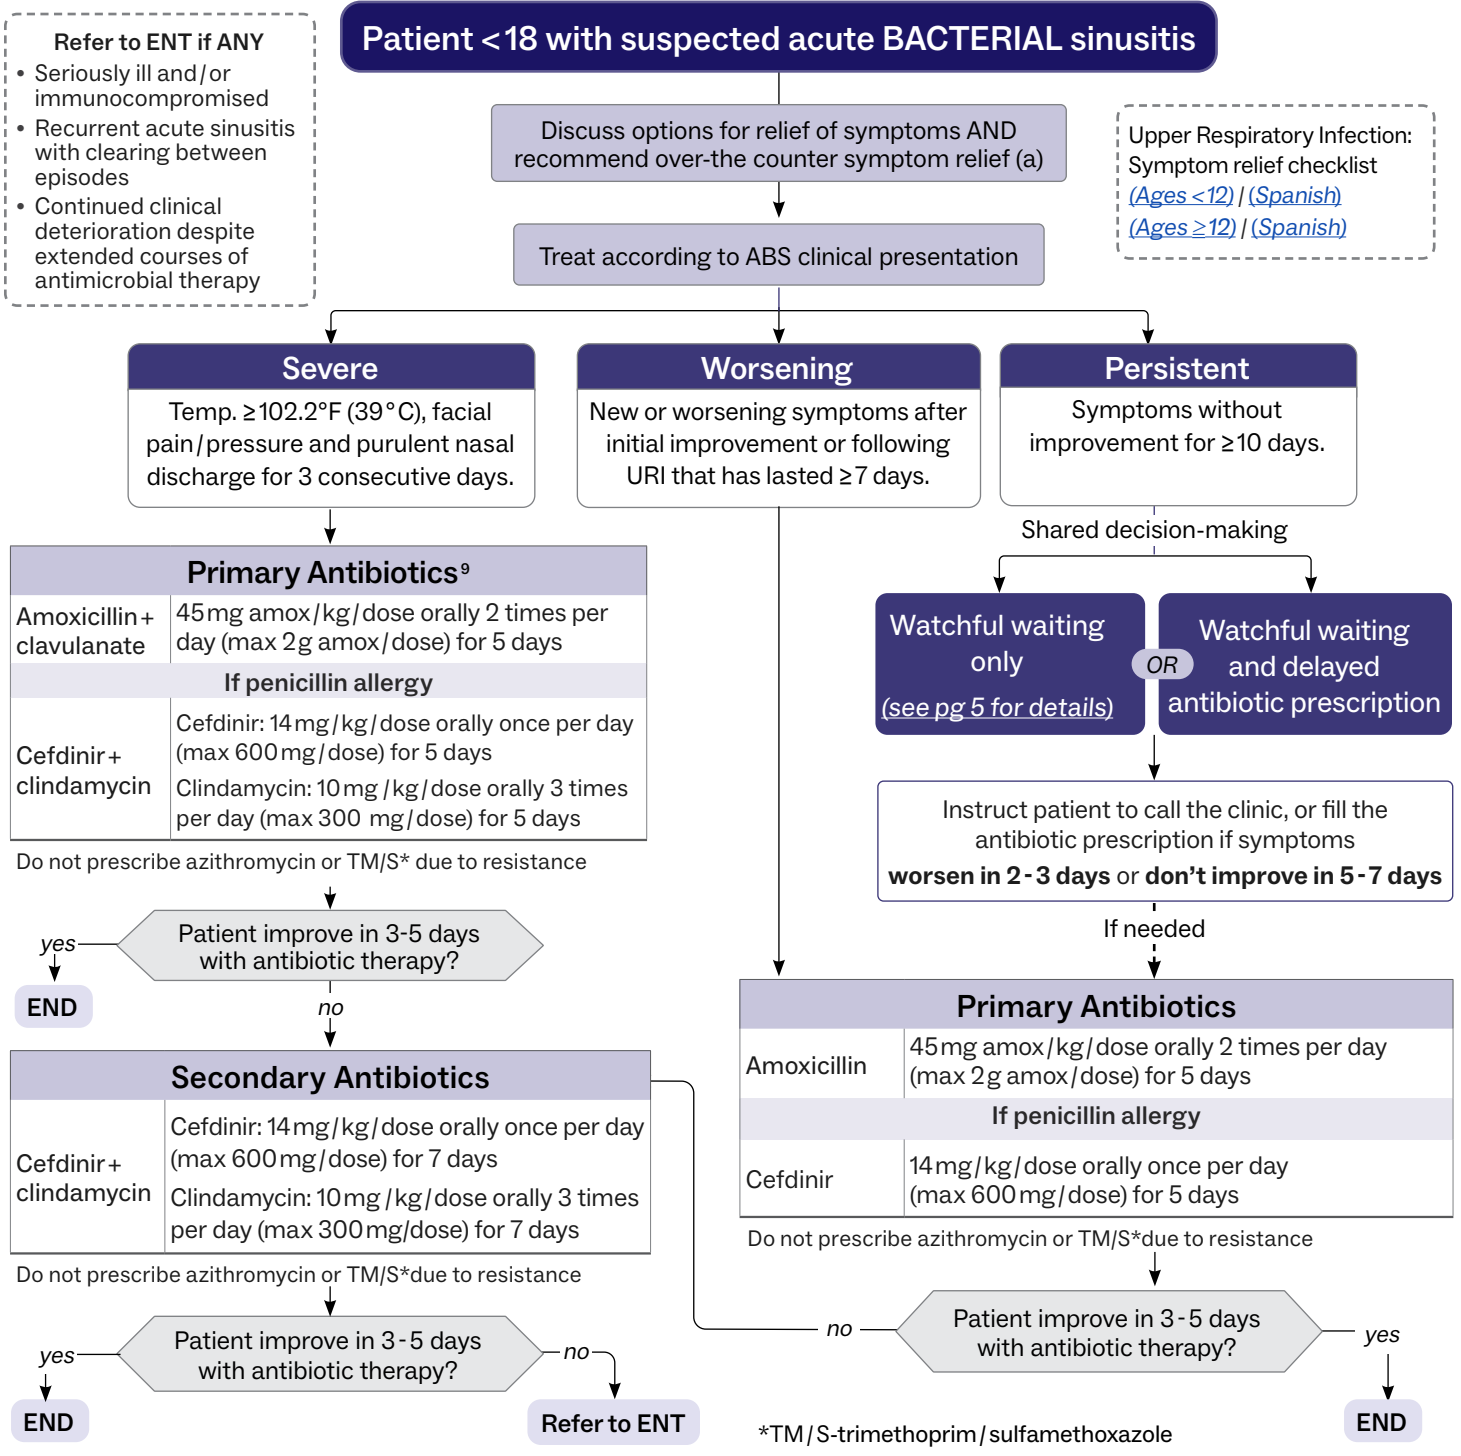 Patient <18 with suspected acute BACTERIAL sinusitis
Refer to ENT if ANY
• Seriously ill and/or
immunocompromised
• Recurrent acute sinusitis
with clearing between
episodes
• Continued clinical
deterioration despite
extended courses of
antimicrobial therapy
Discuss options for relief of symptoms AND
recommend over-the counter symptom relief (a)
Upper Respiratory Infection:
Symptom relief checklist
(Ages <12) / (Spanish)
(Ages ≥12) / (Spanish)
Treat according to ABS clinical presentation
Severe
Temp. ≥102.2°F (39°C), facial
pain/pressure and purulent nasal
discharge for 3 consecutive days.
Worsening
New or worsening symptoms after
initial improvement or following
URI that has lasted ≥7 days.
Persistent
Symptoms without
improvement for ≥10 days.
Shared decision-making
Primary Antibiotics⁹
Amoxicillin+
clavulanate
45mg amox/kg/dose orally 2 times per
day (max 2g amox/dose) for 5 days
If penicillin allergy
Cefdinir+
clindamycin
Cefdinir: 14mg/kg/dose orally once per day
(max 600mg/dose) for 5 days
Clindamycin: 10mg/kg/dose orally 3 times
per day (max 300 mg/dose) for 5 days
Do not prescribe azithromycin or TM/S* due to resistance
Patient improve in 3-5 days
with antibiotic therapy?
yes
END
no
Secondary Antibiotics
Cefdinir+
clindamycin
Cefdinir: 14mg/kg/dose orally once per day
(max 600mg/dose) for 7 days
Clindamycin: 10mg/kg/dose orally 3 times
per day (max 300mg/dose) for 7 days
Do not prescribe azithromycin or TM/S*due to resistance
Patient improve in 3-5 days
with antibiotic therapy?
yes
END
no
Refer to ENT
Watchful waiting
only
(see pg 5 for details)
OR
Watchful waiting
and delayed
antibiotic prescription
Instruct patient to call the clinic, or fill the
antibiotic prescription if symptoms
worsen in 2-3 days or don't improve in 5-7 days
If needed
Primary Antibiotics
Amoxicillin
45mg amox/kg/dose orally 2 times per day
(max 2g amox/dose) for 5 days
If penicillin allergy
Cefdinir
14mg/kg/dose orally once per day
(max 600mg/dose) for 5 days
Do not prescribe azithromycin or TM/S*due to resistance
Patient improve in 3-5 days
with antibiotic therapy?
no
yes
END
*TM/S-trimethoprim/sulfamethoxazole